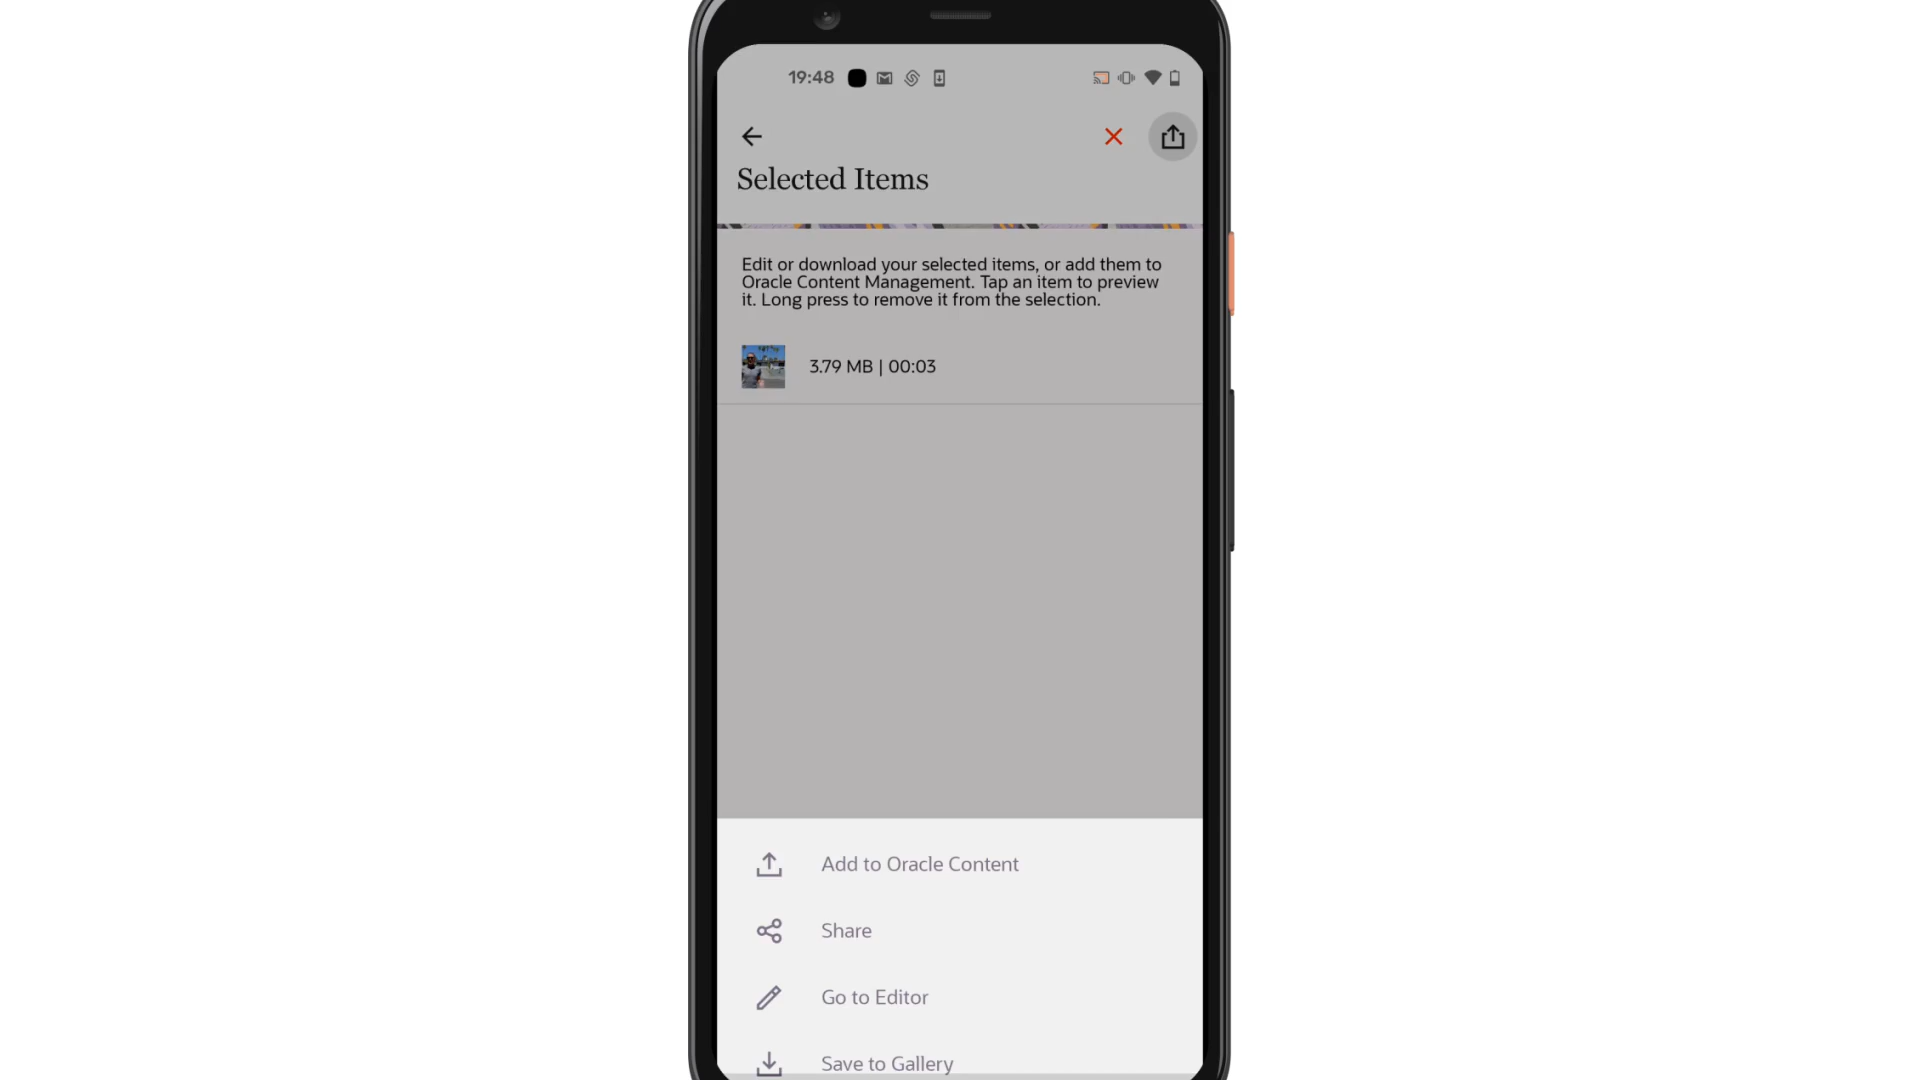 19:48
Selected Items
Edit or download your selected items, or add them to
Oracle Content Management. Tap an item to preview
it. Long press to remove it from the selection.
3.79 MB | 00:03
Add to Oracle Content
Share
Go to Editor
Save to Gallery